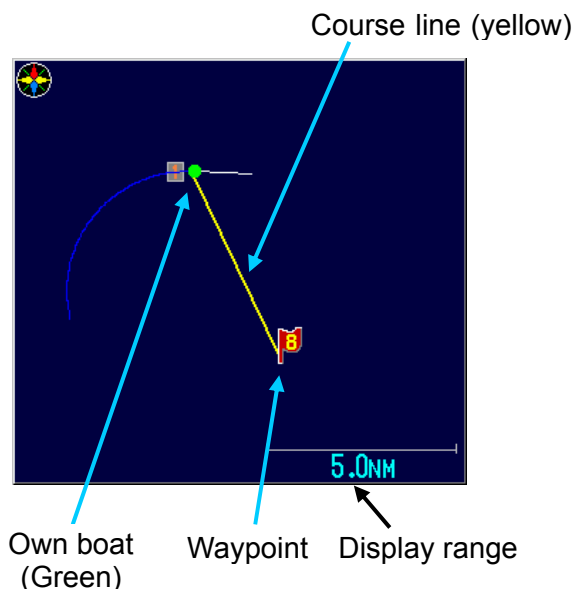 Course line (yellow)
8
5.0NM
Own boat
(Green)
Waypoint
Display range